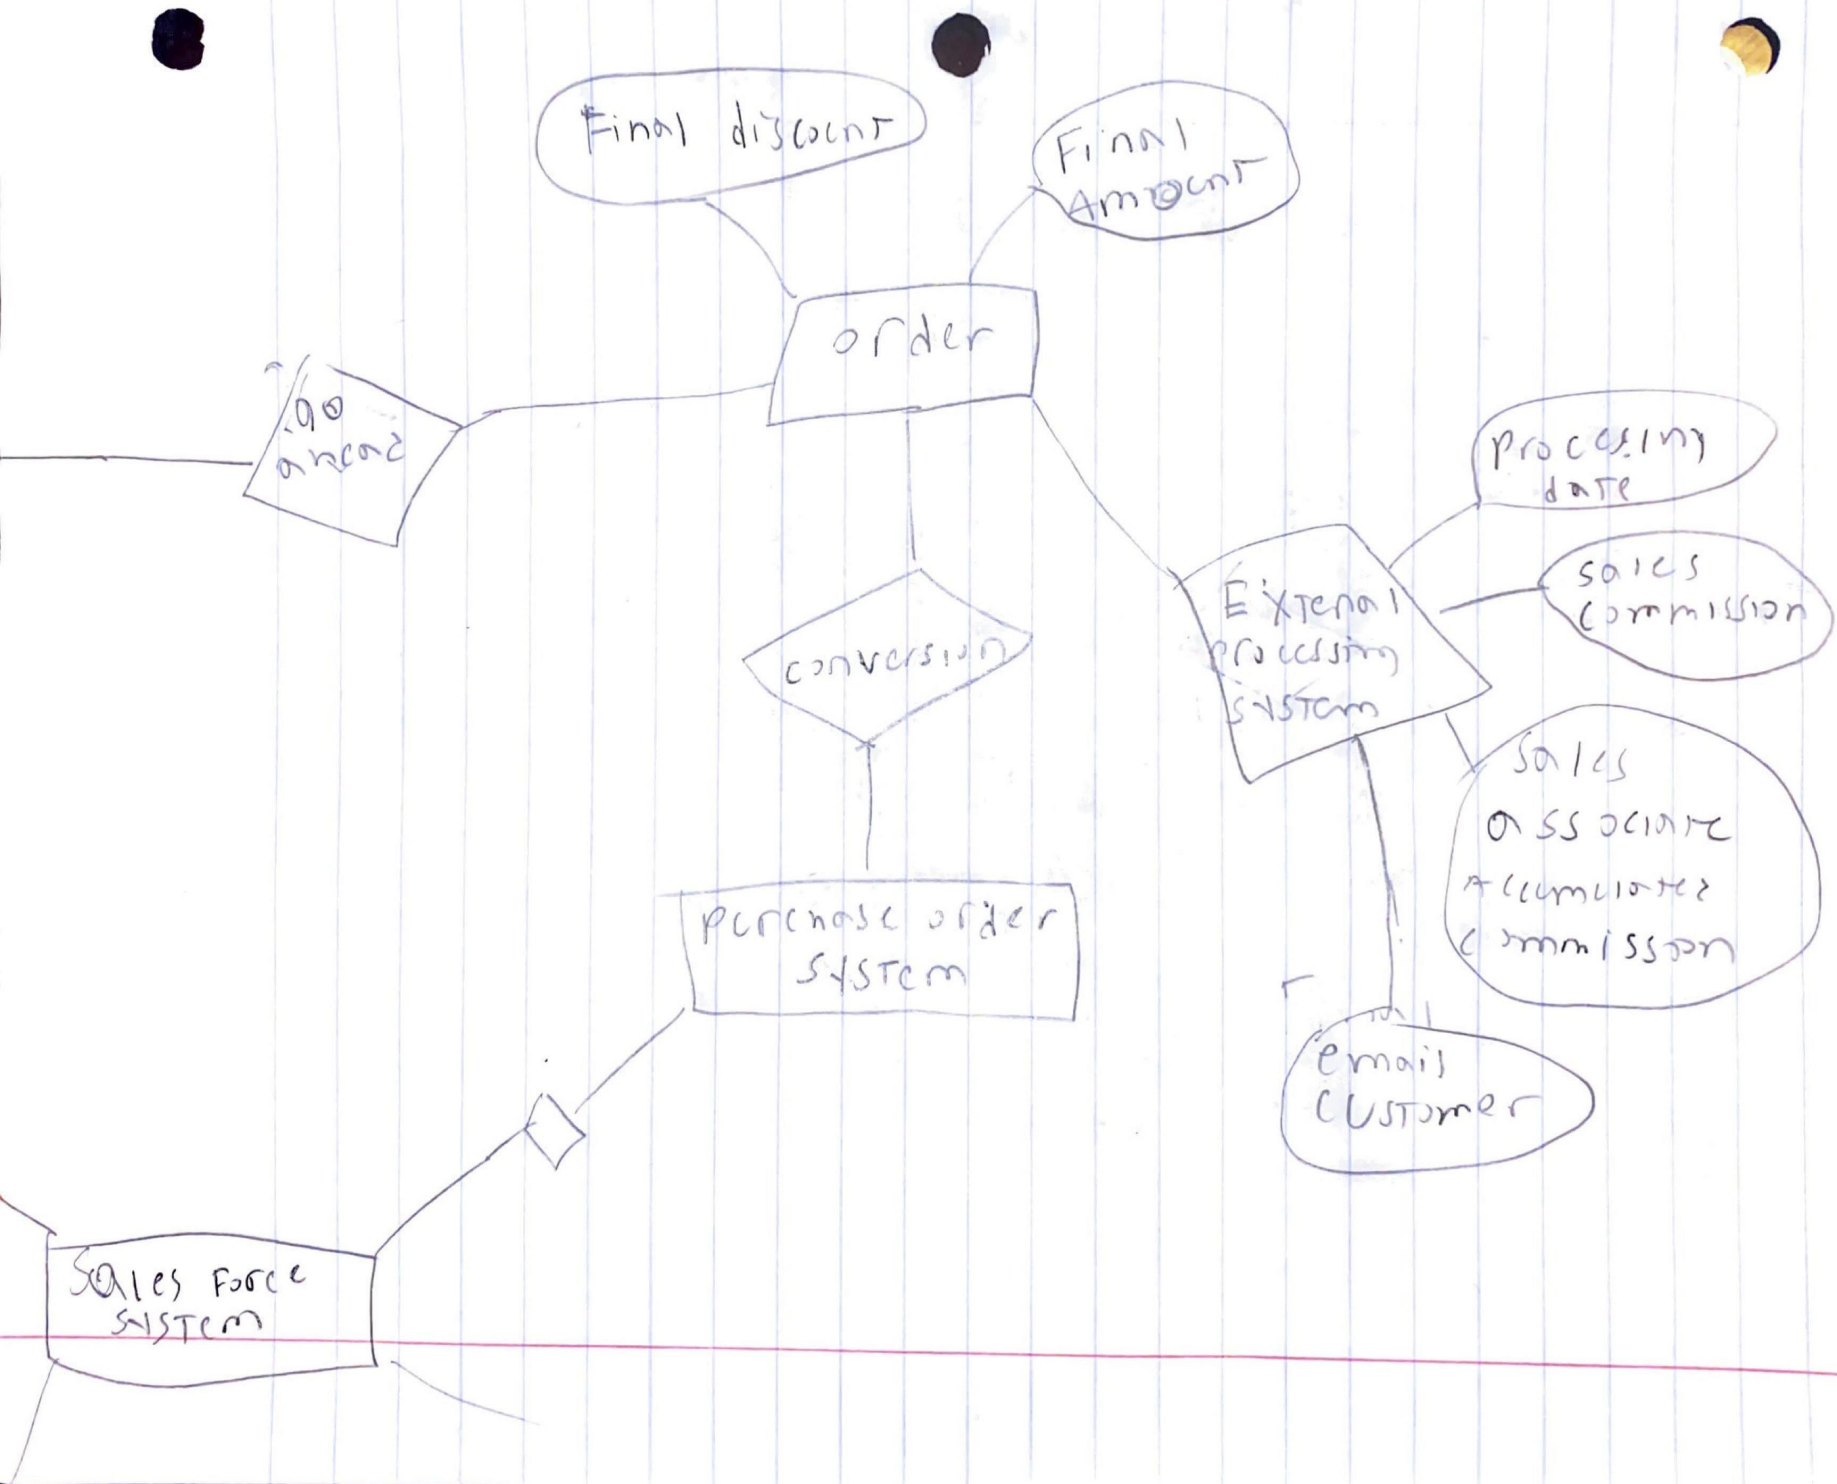 Final discount
Final
Amount
order
go
ahead
processing
date
sales
commission
External
processing
system
conversion
sales
associate
Accumulated
commission
purchase order
system
email
customer
Sales Force
system